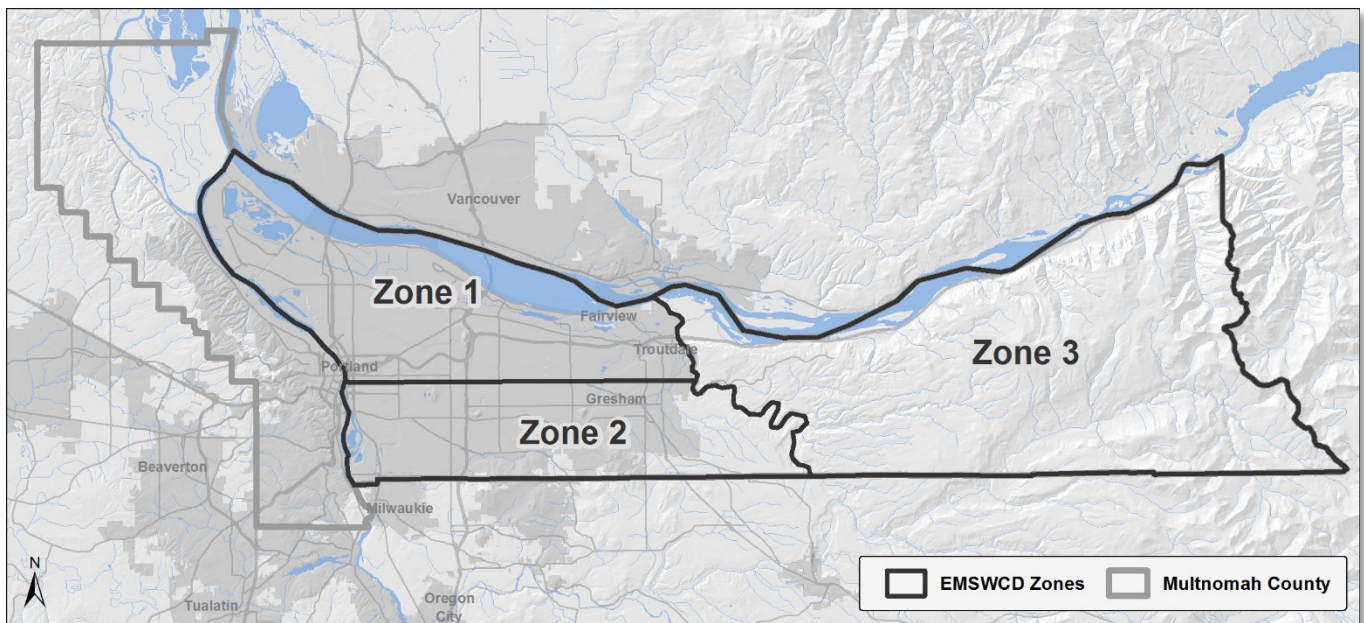 Vancouver
Zone 1
Fairview
Troutdale
Zone 3
Portland
Gresham
Zone 2
Beaverton
Milwaukie
N
Tualatin
Oregon
City
EMSWCD Zones
Multnomah County